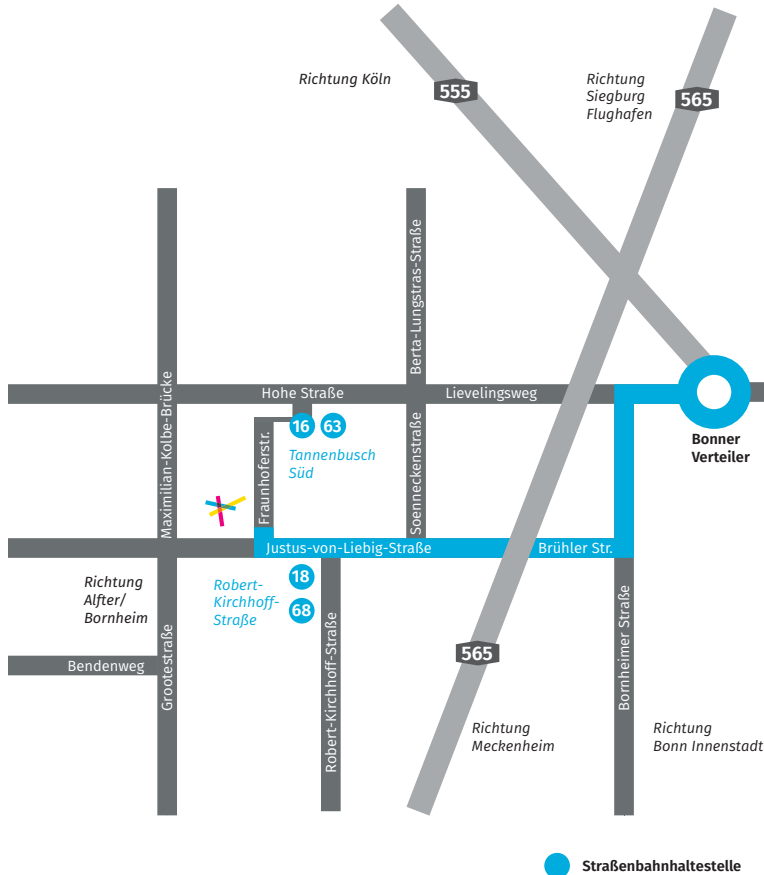 Richtung Köln
555
Richtung
Siegburg
Flughafen
565
Berta-Lungstras-Straße
Maximilian-Kolbe-Brücke
Hohe Straße
Lievelingsweg
16
63
Tannenbusch
Süd
Fraunhoferstr.
Soenneckenstraße
Bonner
Verteiler
Justus-von-Liebig-Straße
Brühler Str.
Richtung
Alfter/
Bornheim
Robert-
Kirchhoff-
Straße
18
68
Grootestraße
Bendenweg
Robert-Kirchhoff-Straße
565
Bornheimer Straße
Richtung
Meckenheim
Richtung
Bonn Innenstadt
Straßenbahnhaltestelle